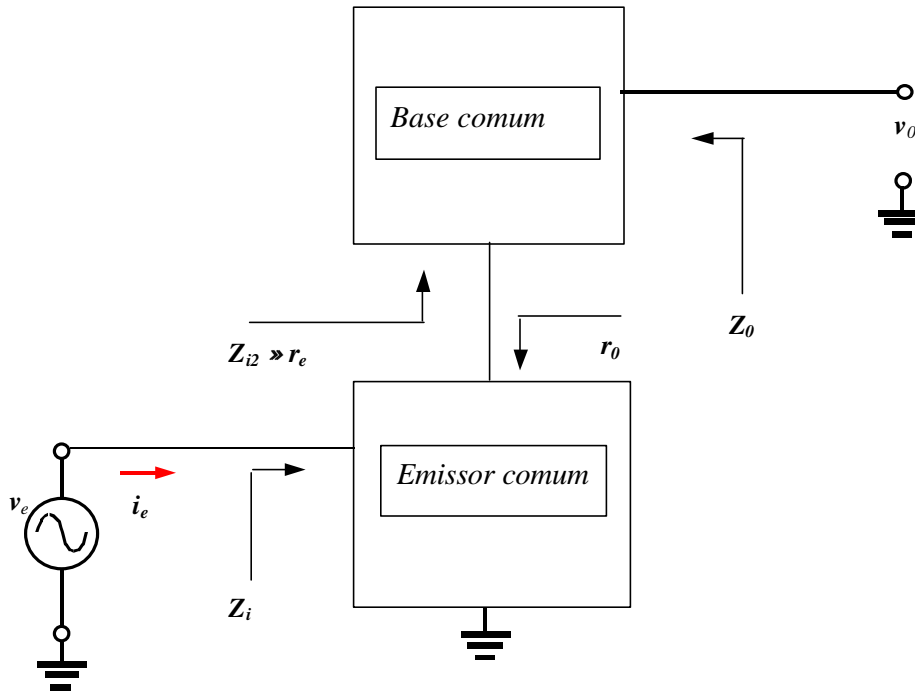 Base comum
v0
Z0
Zi2 » re
r0
Emissor comum
ve
ie
Zi